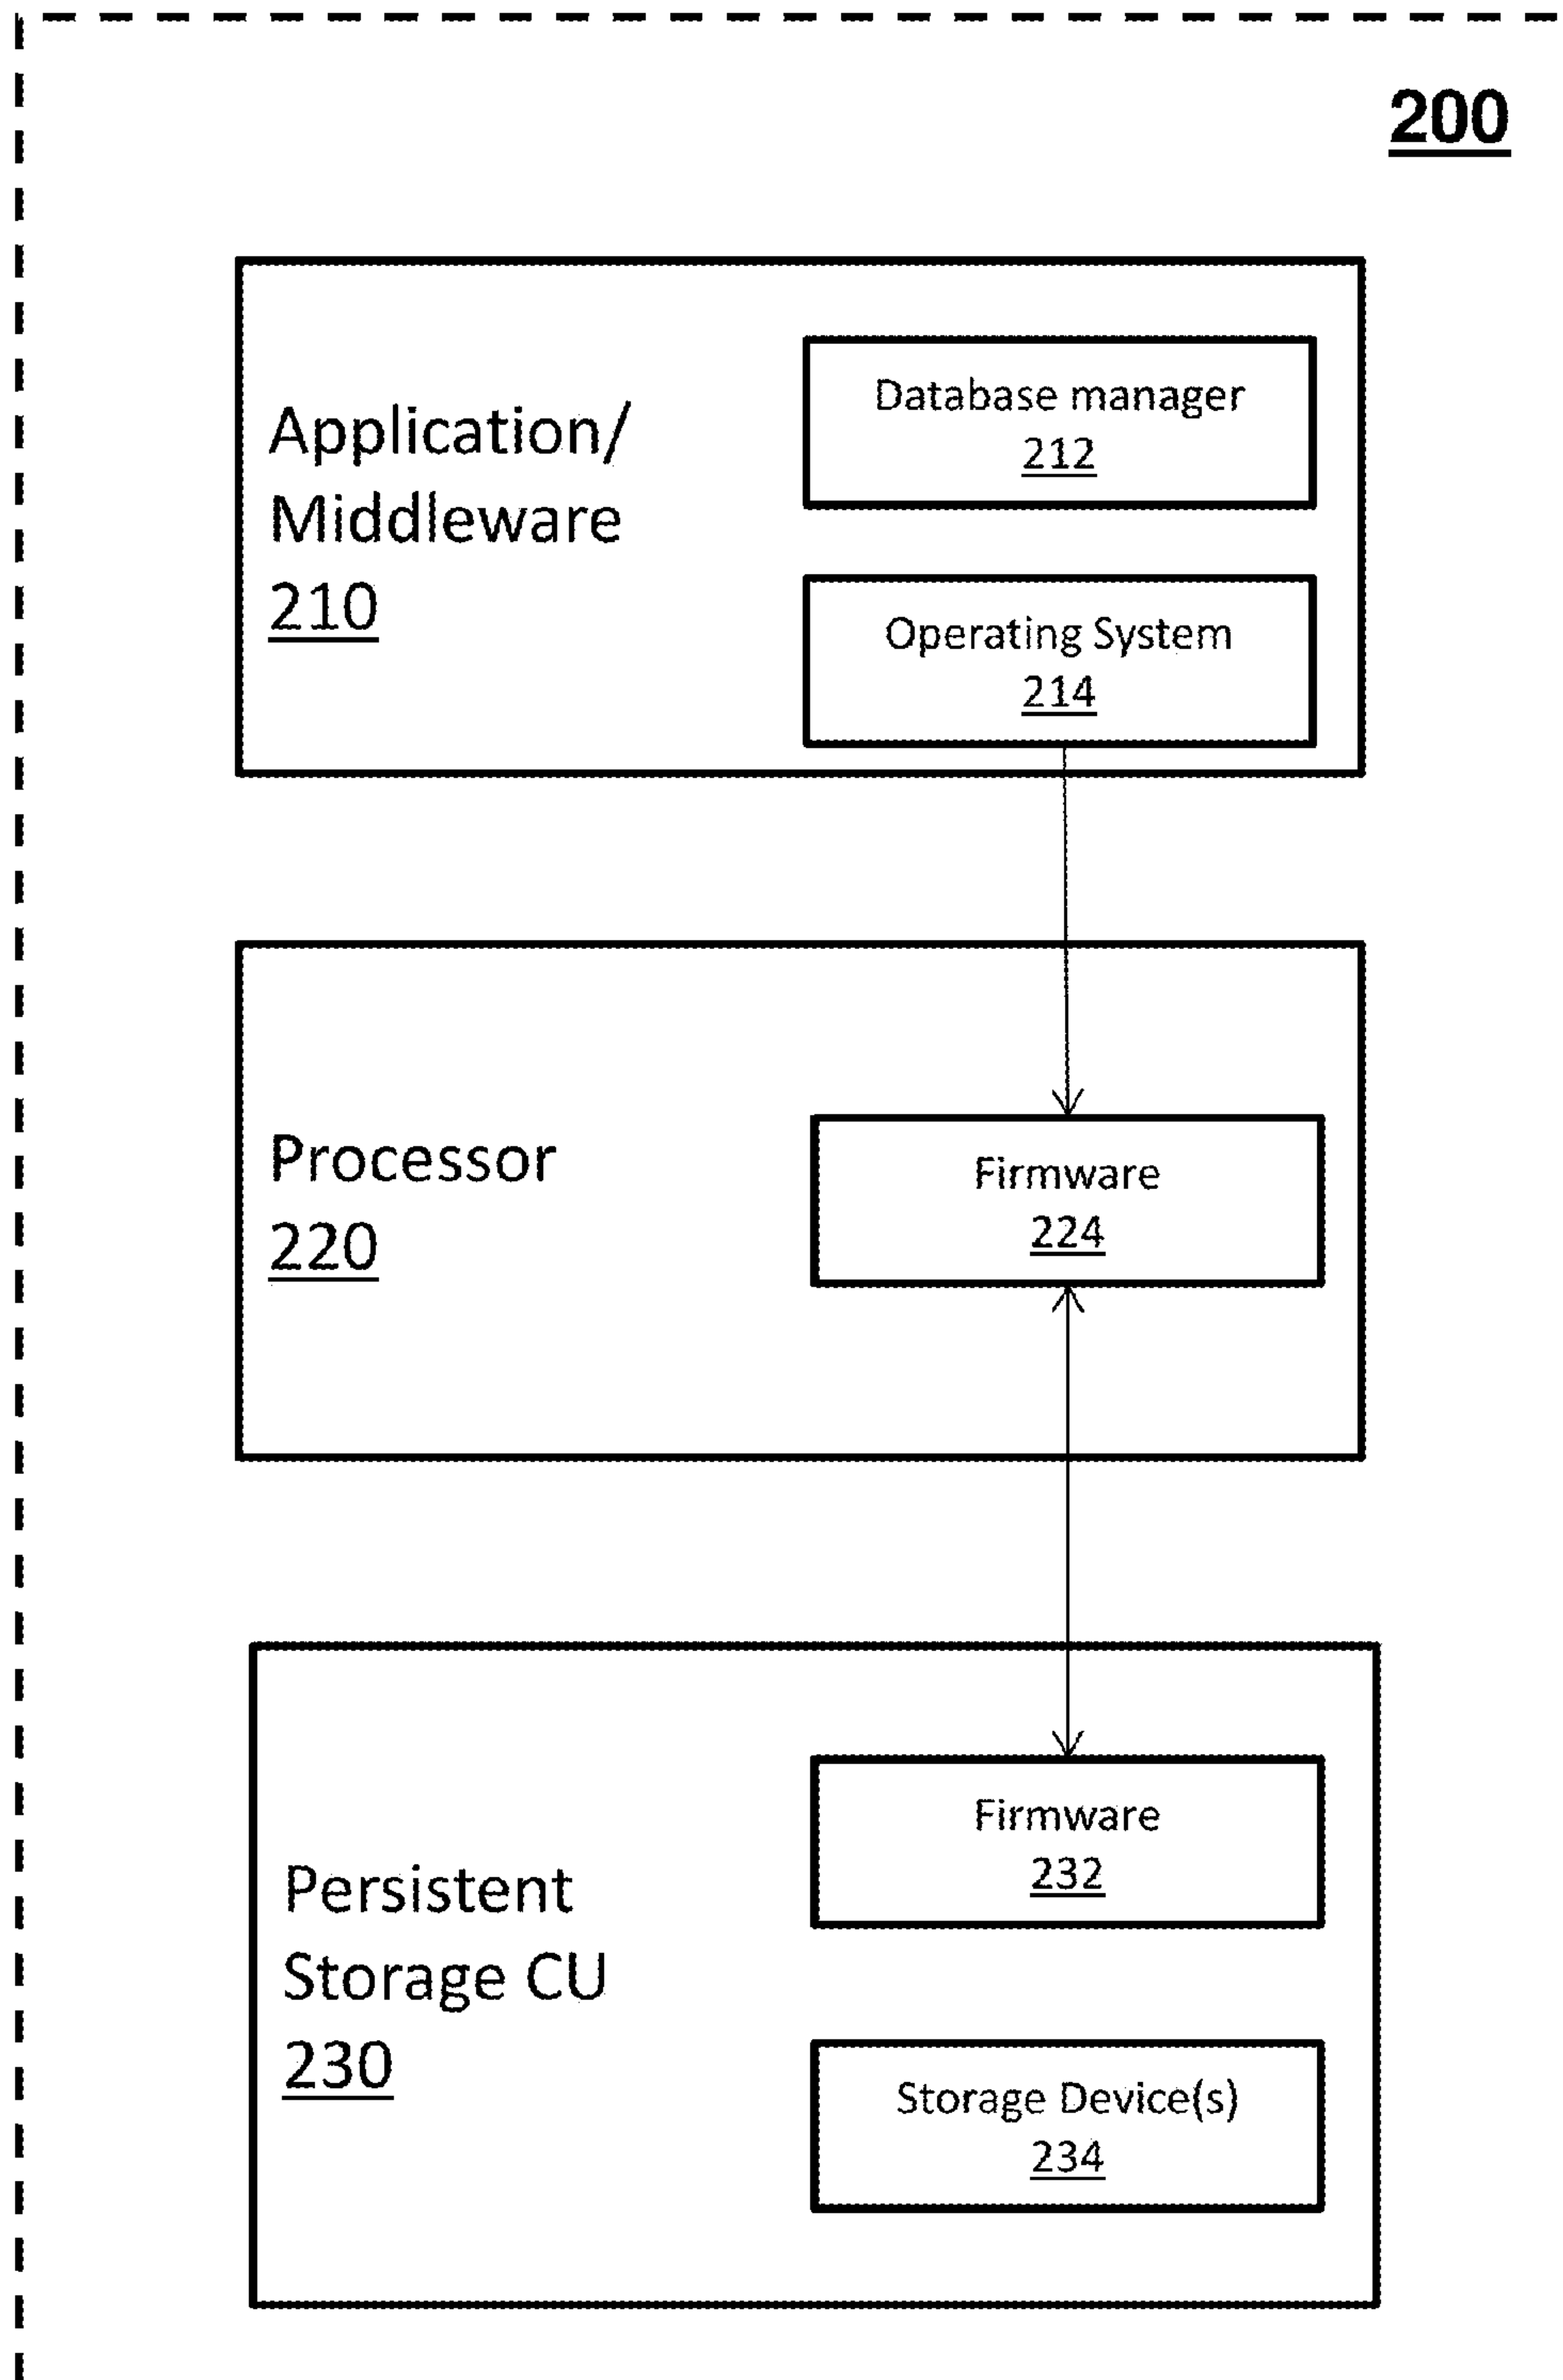 200
Application/
Middleware
210
Database manager
212
Operating System
214
Processor
220
Firmware
224
Persistent
Storage CU
230
Firmware
232
Storage Device(s)
234